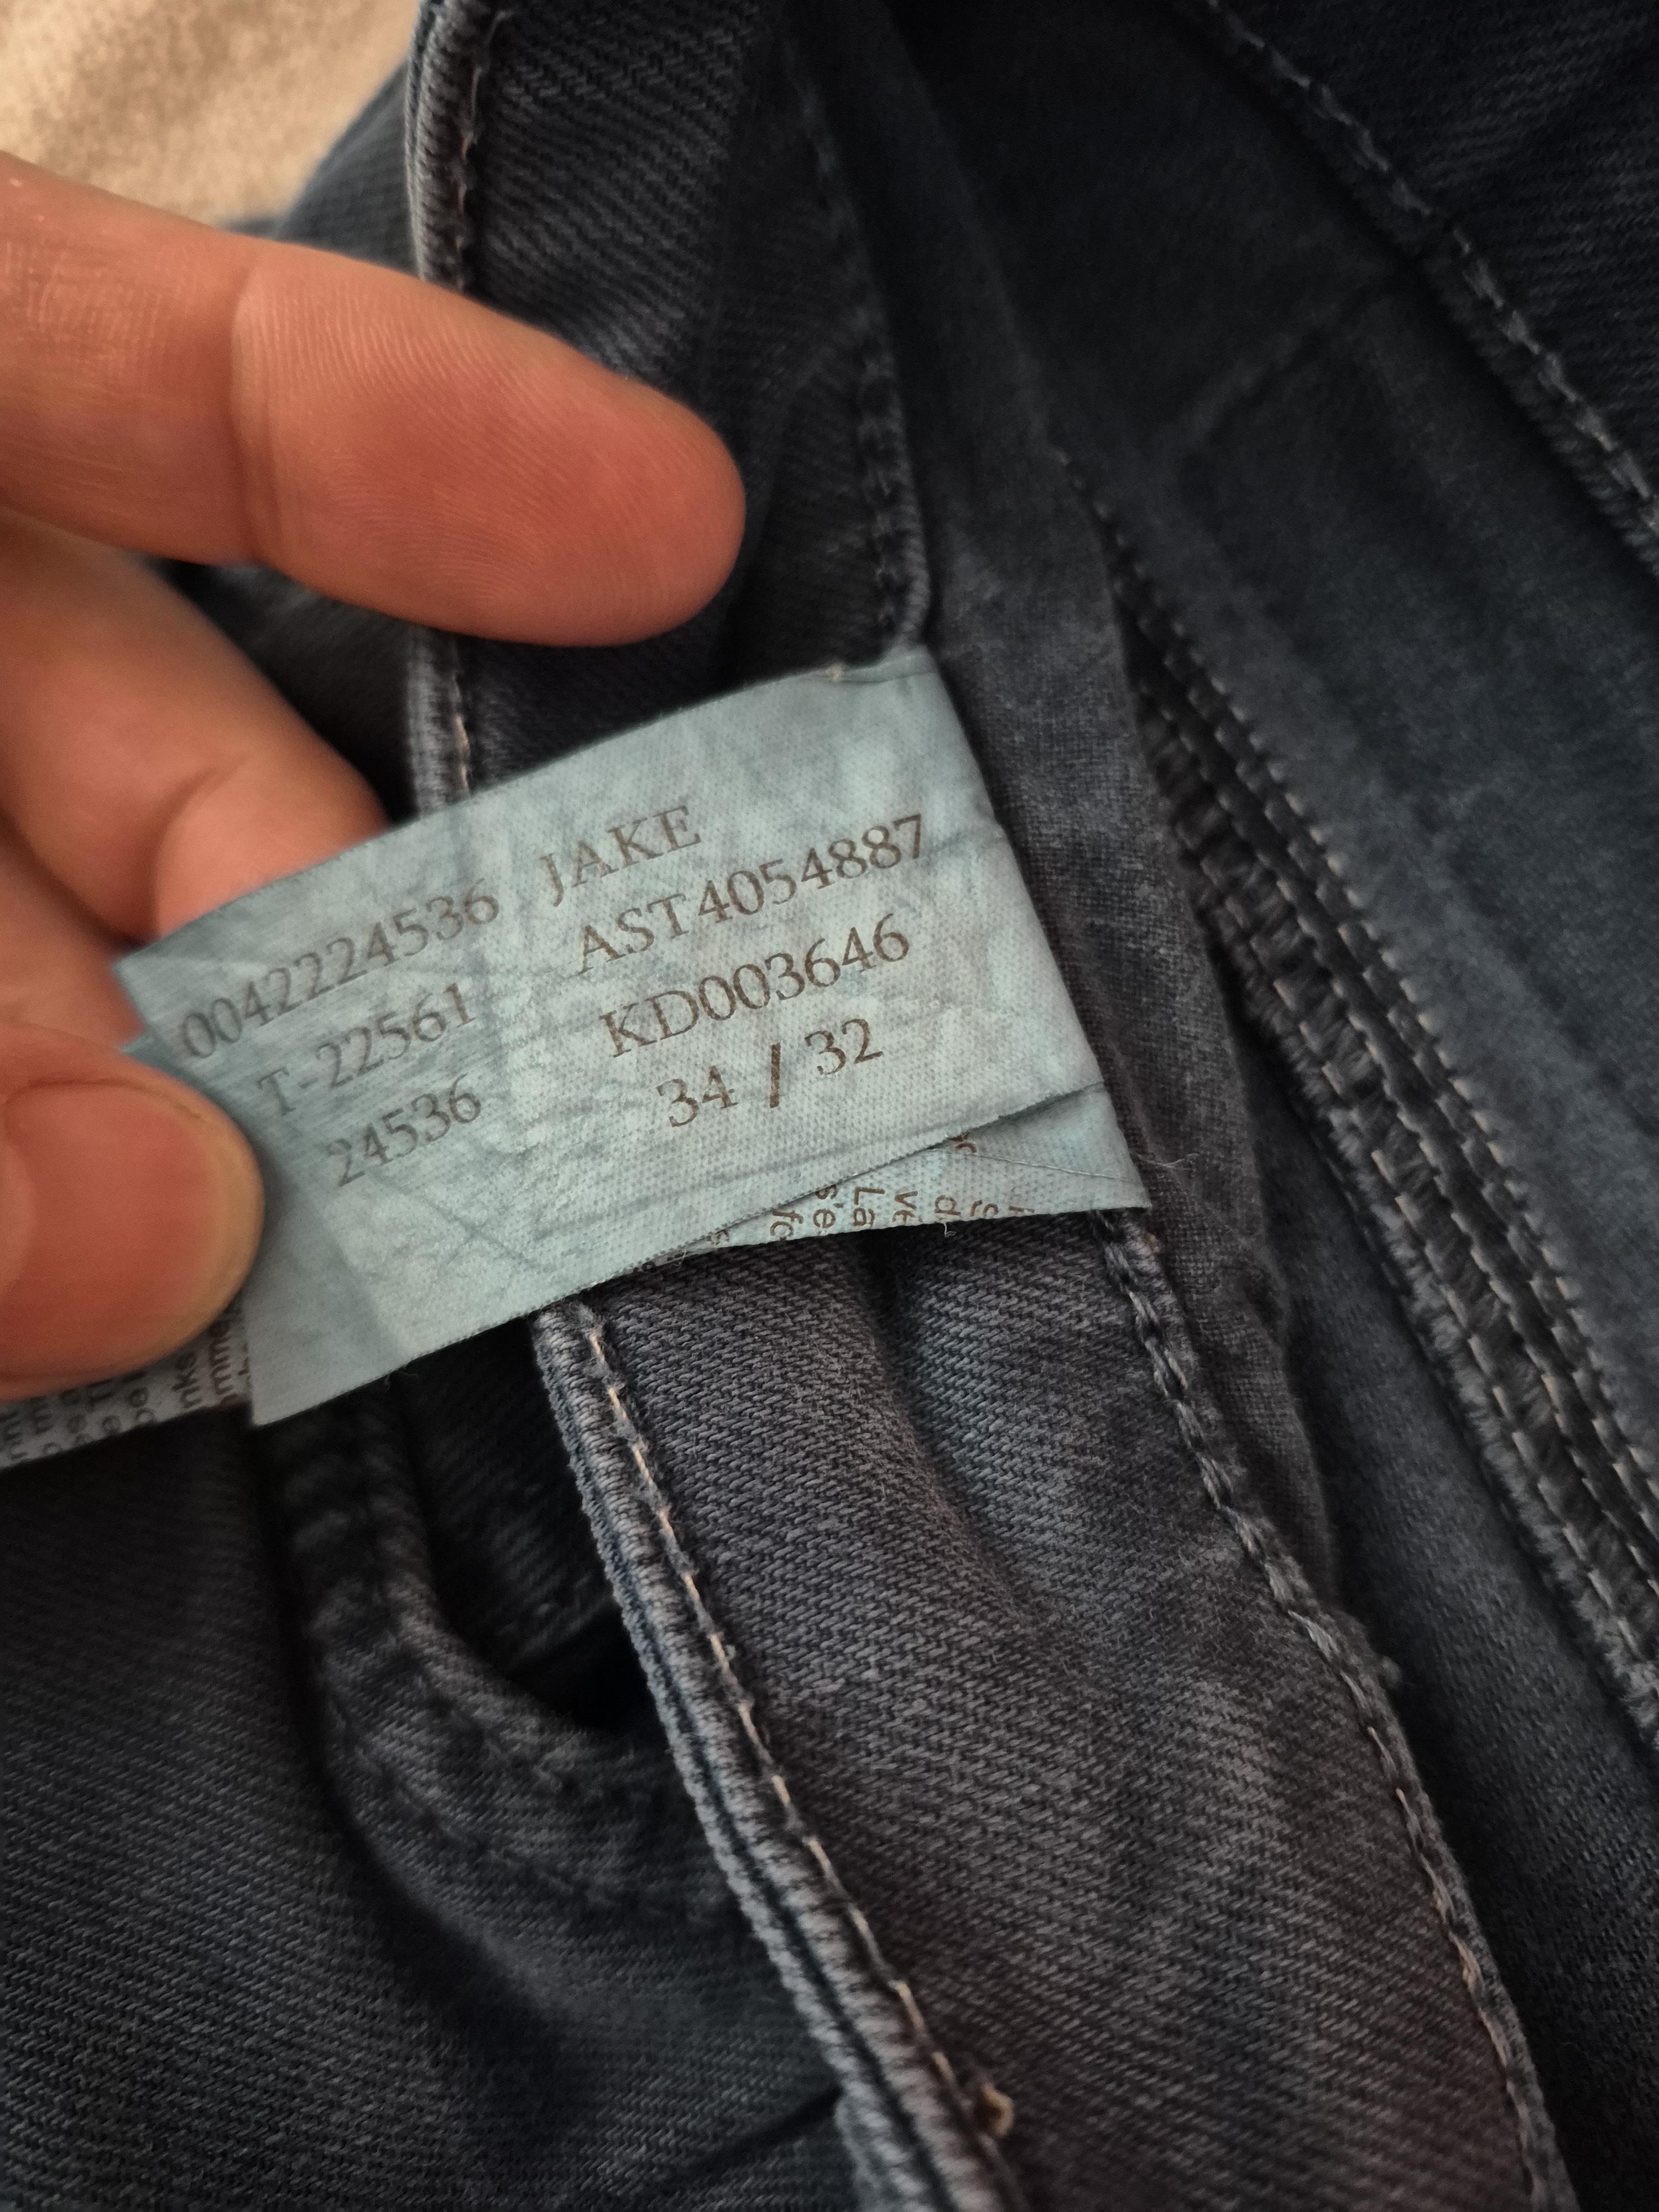 0042224536 JAKE
T-22561 AST4054887
24536 KD003646
34 / 32